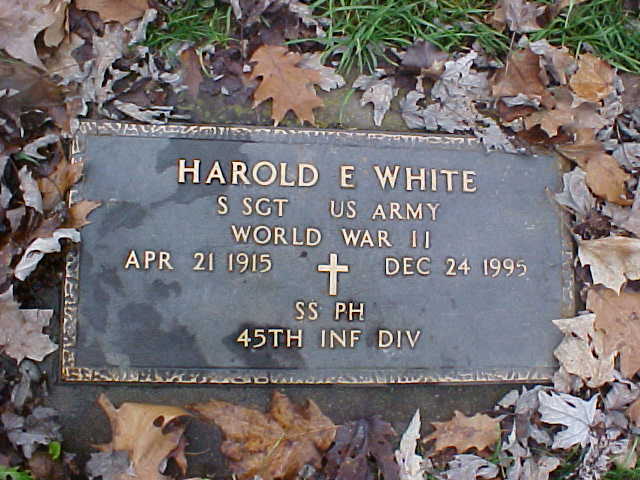 HAROLD E WHITE
S SGT US ARMY
WORLD WAR II
APR 21 1915 DEC 24 1995
SS PH
45TH INF DIV